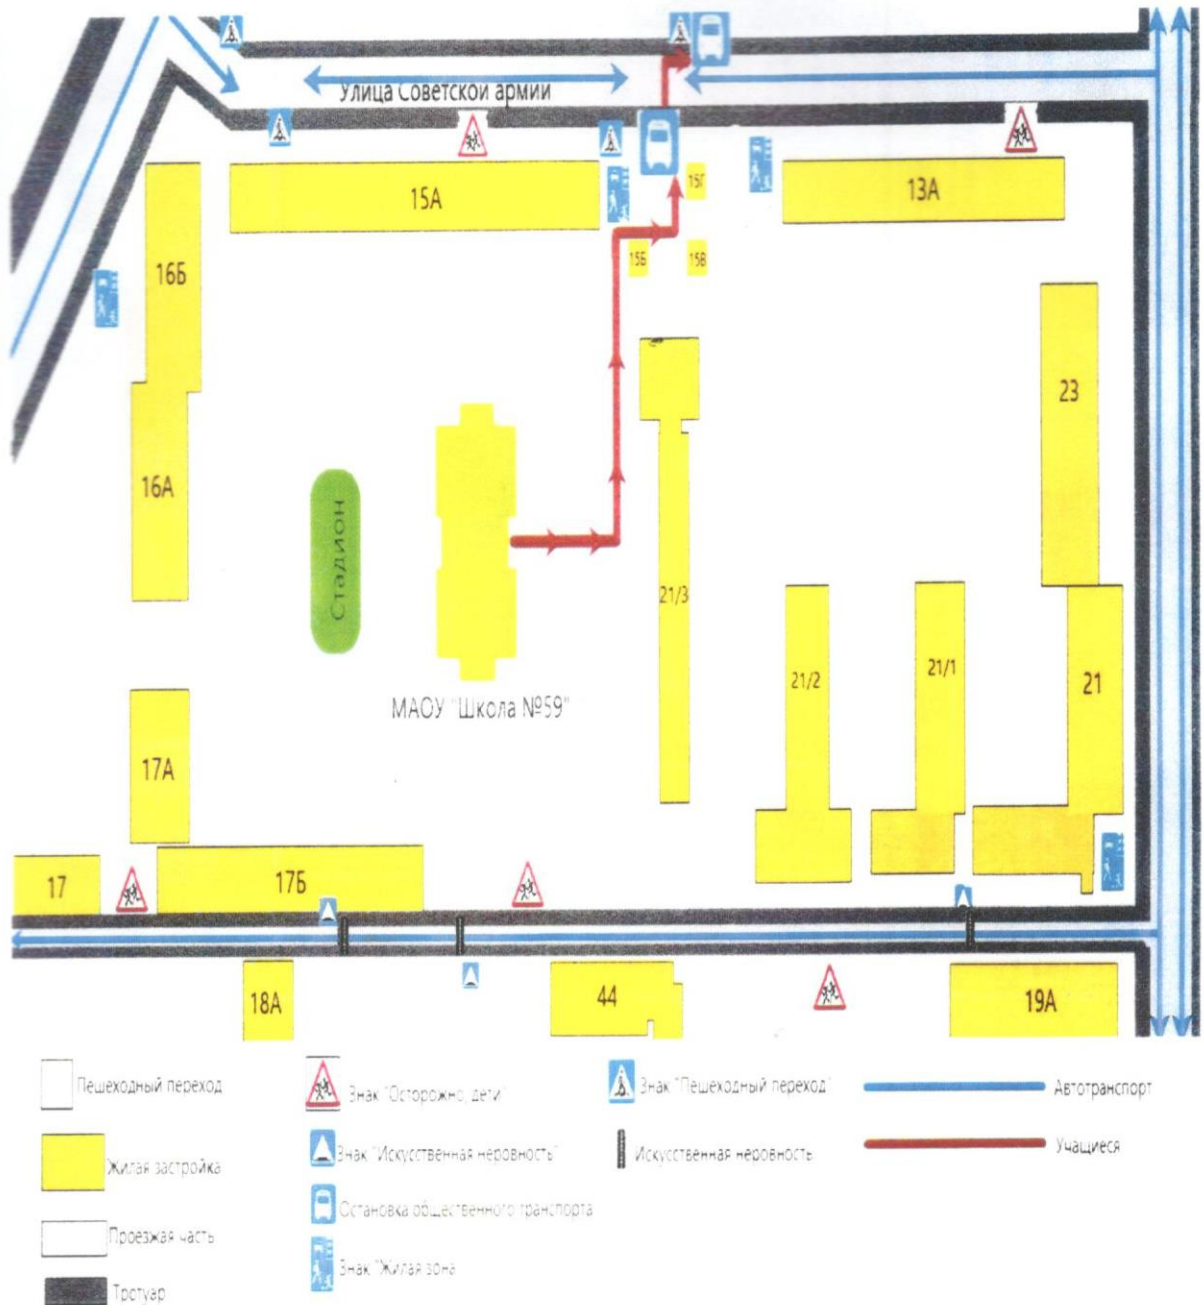 Улица Советской армии
15А
15Г
13А
15Б
15В
16Б
23
16А
Стадион
21/3
21/2
21/1
21
МАОУ "Школа №59"
17А
17
17Б
18А
44
19А
Пешеходный переход
Знак "Осторожно, дети"
Знак "Пешеходный переход"
Автотранспорт
Жилая застройка
Знак "Искусственная неровность"
Искусственная неровность
Учащиеся
Остановка общественного транспорта
Проезжая часть
Знак "Жилая зона
Тротуар